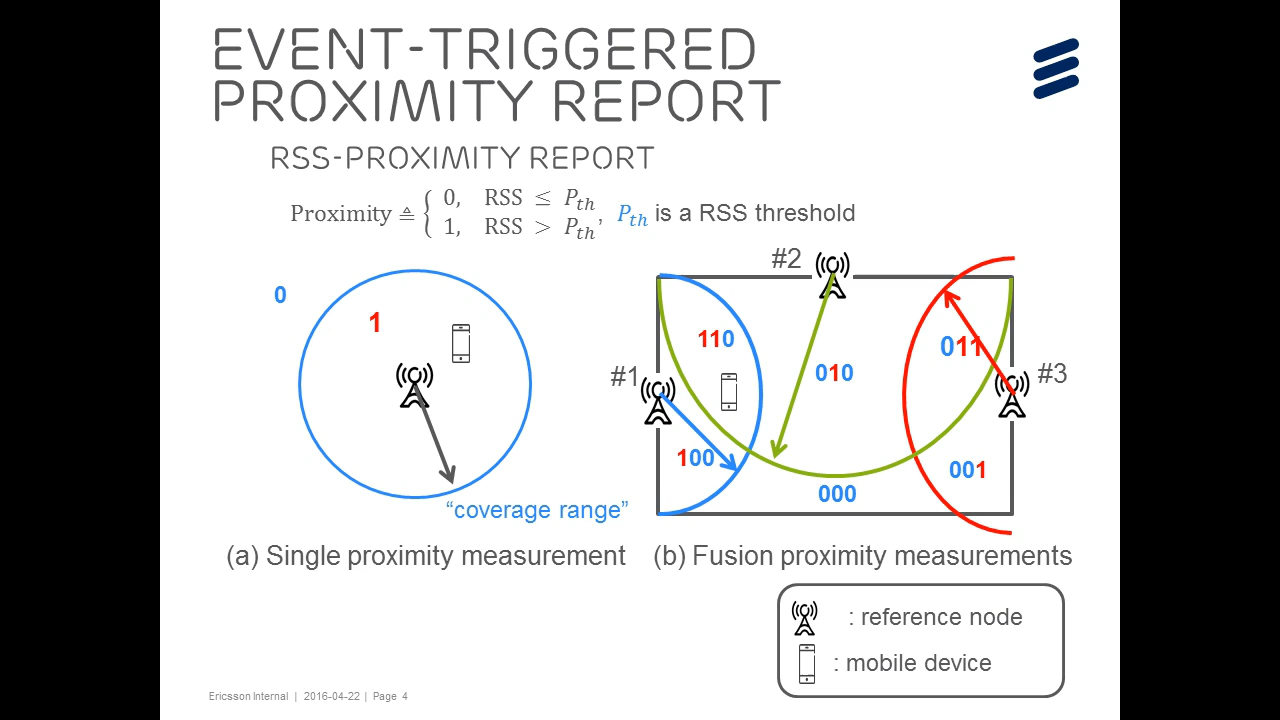 EVENT-TRIGGERED
PROXIMITY REPORT
RSS-PROXIMITY REPORT
Proximity ≜ { 0, RSS ≤ P_th
1, RSS > P_th , P_th is a RSS threshold
0
1
“coverage range”
(a) Single proximity measurement
#2
110
010
011
#1
#3
100
001
000
(b) Fusion proximity measurements
: reference node
: mobile device
Ericsson Internal | 2016-04-22 | Page 4